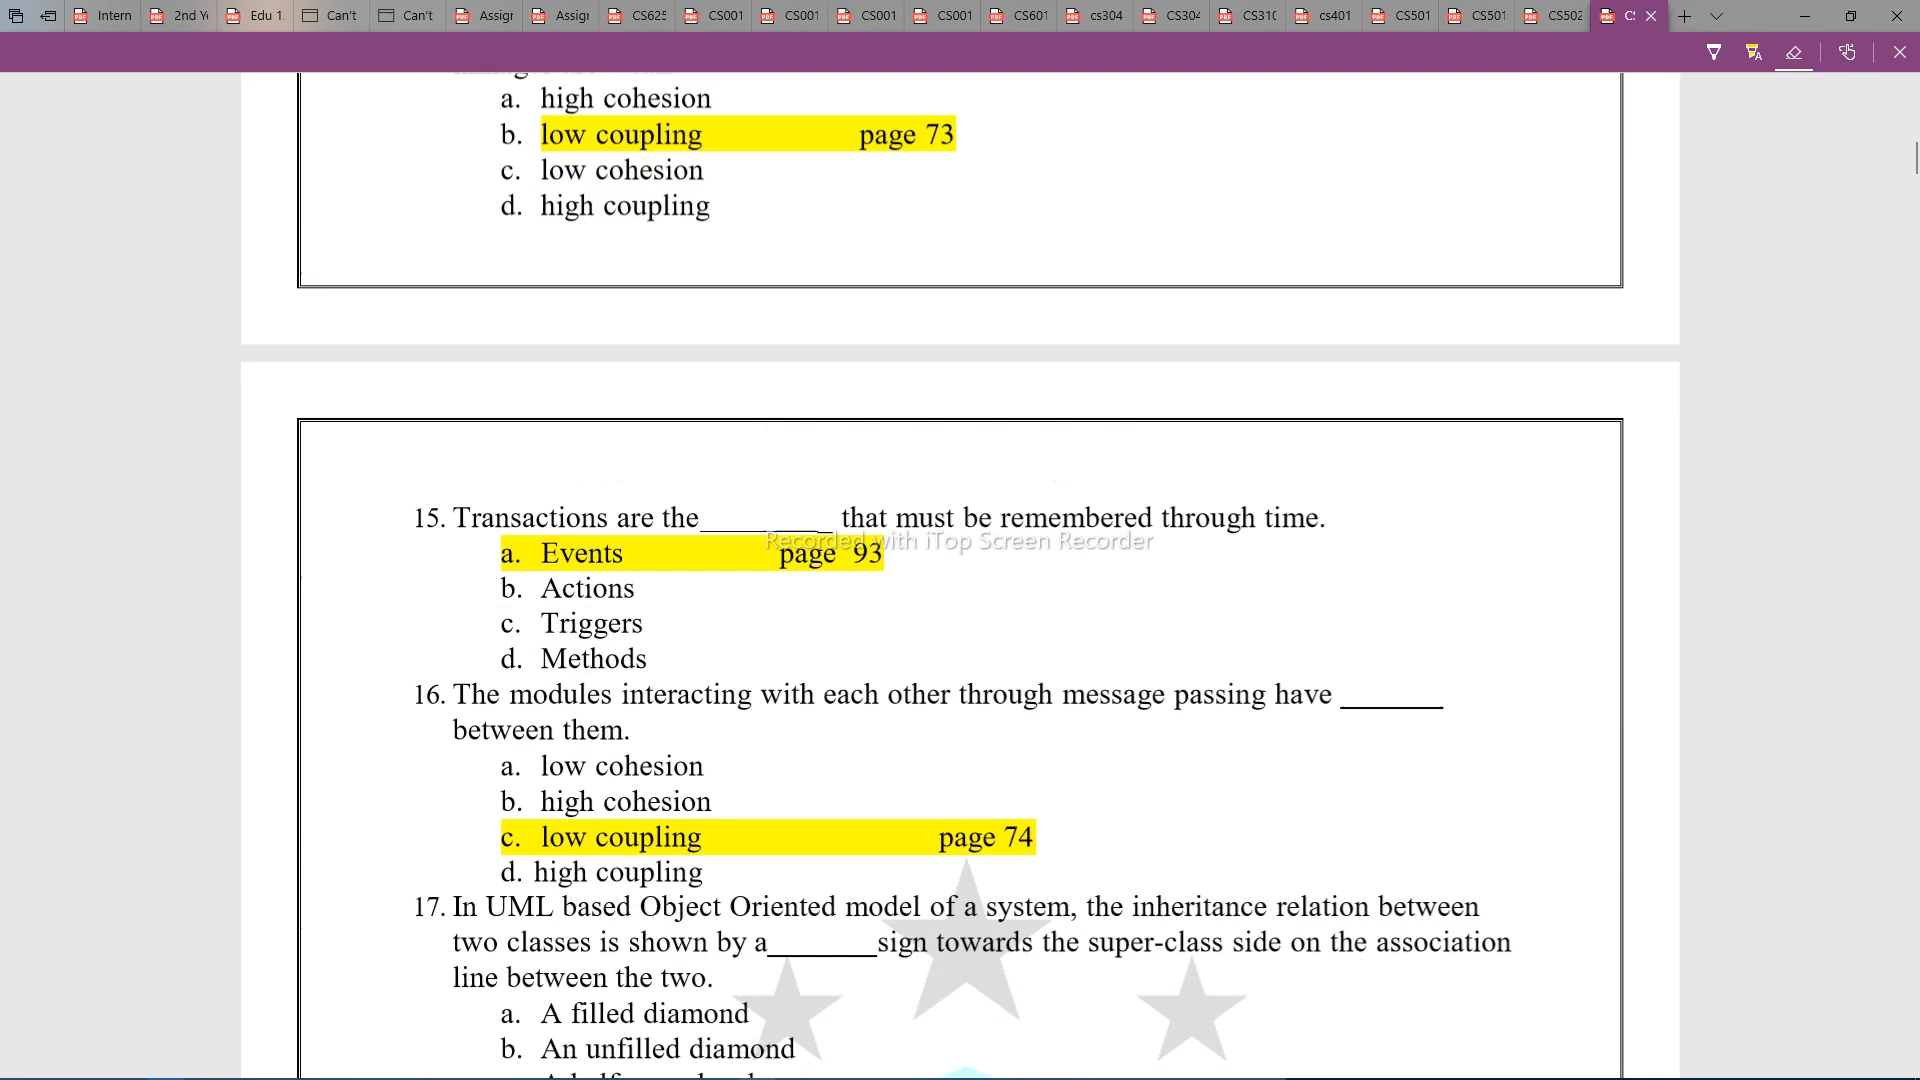 Intern 2nd Ye Edu 1. Can't Can't Assigr Assigr CS625 CS001 CS001 CS001 CS001 CS601 cs304 CS304 CS310 cs401 CS501 CS501 CS502 CS
a. high cohesion
b. low coupling page 73
c. low cohesion
d. high coupling
15. Transactions are the_________ that must be remembered through time.
Recorded with iTop Screen Recorder
a. Events page 93
b. Actions
c. Triggers
d. Methods
16. The modules interacting with each other through message passing have _______
between them.
a. low cohesion
b. high cohesion
c. low coupling page 74
d. high coupling
17. In UML based Object Oriented model of a system, the inheritance relation between
two classes is shown by a_______sign towards the super-class side on the association
line between the two.
a. A filled diamond
b. An unfilled diamond